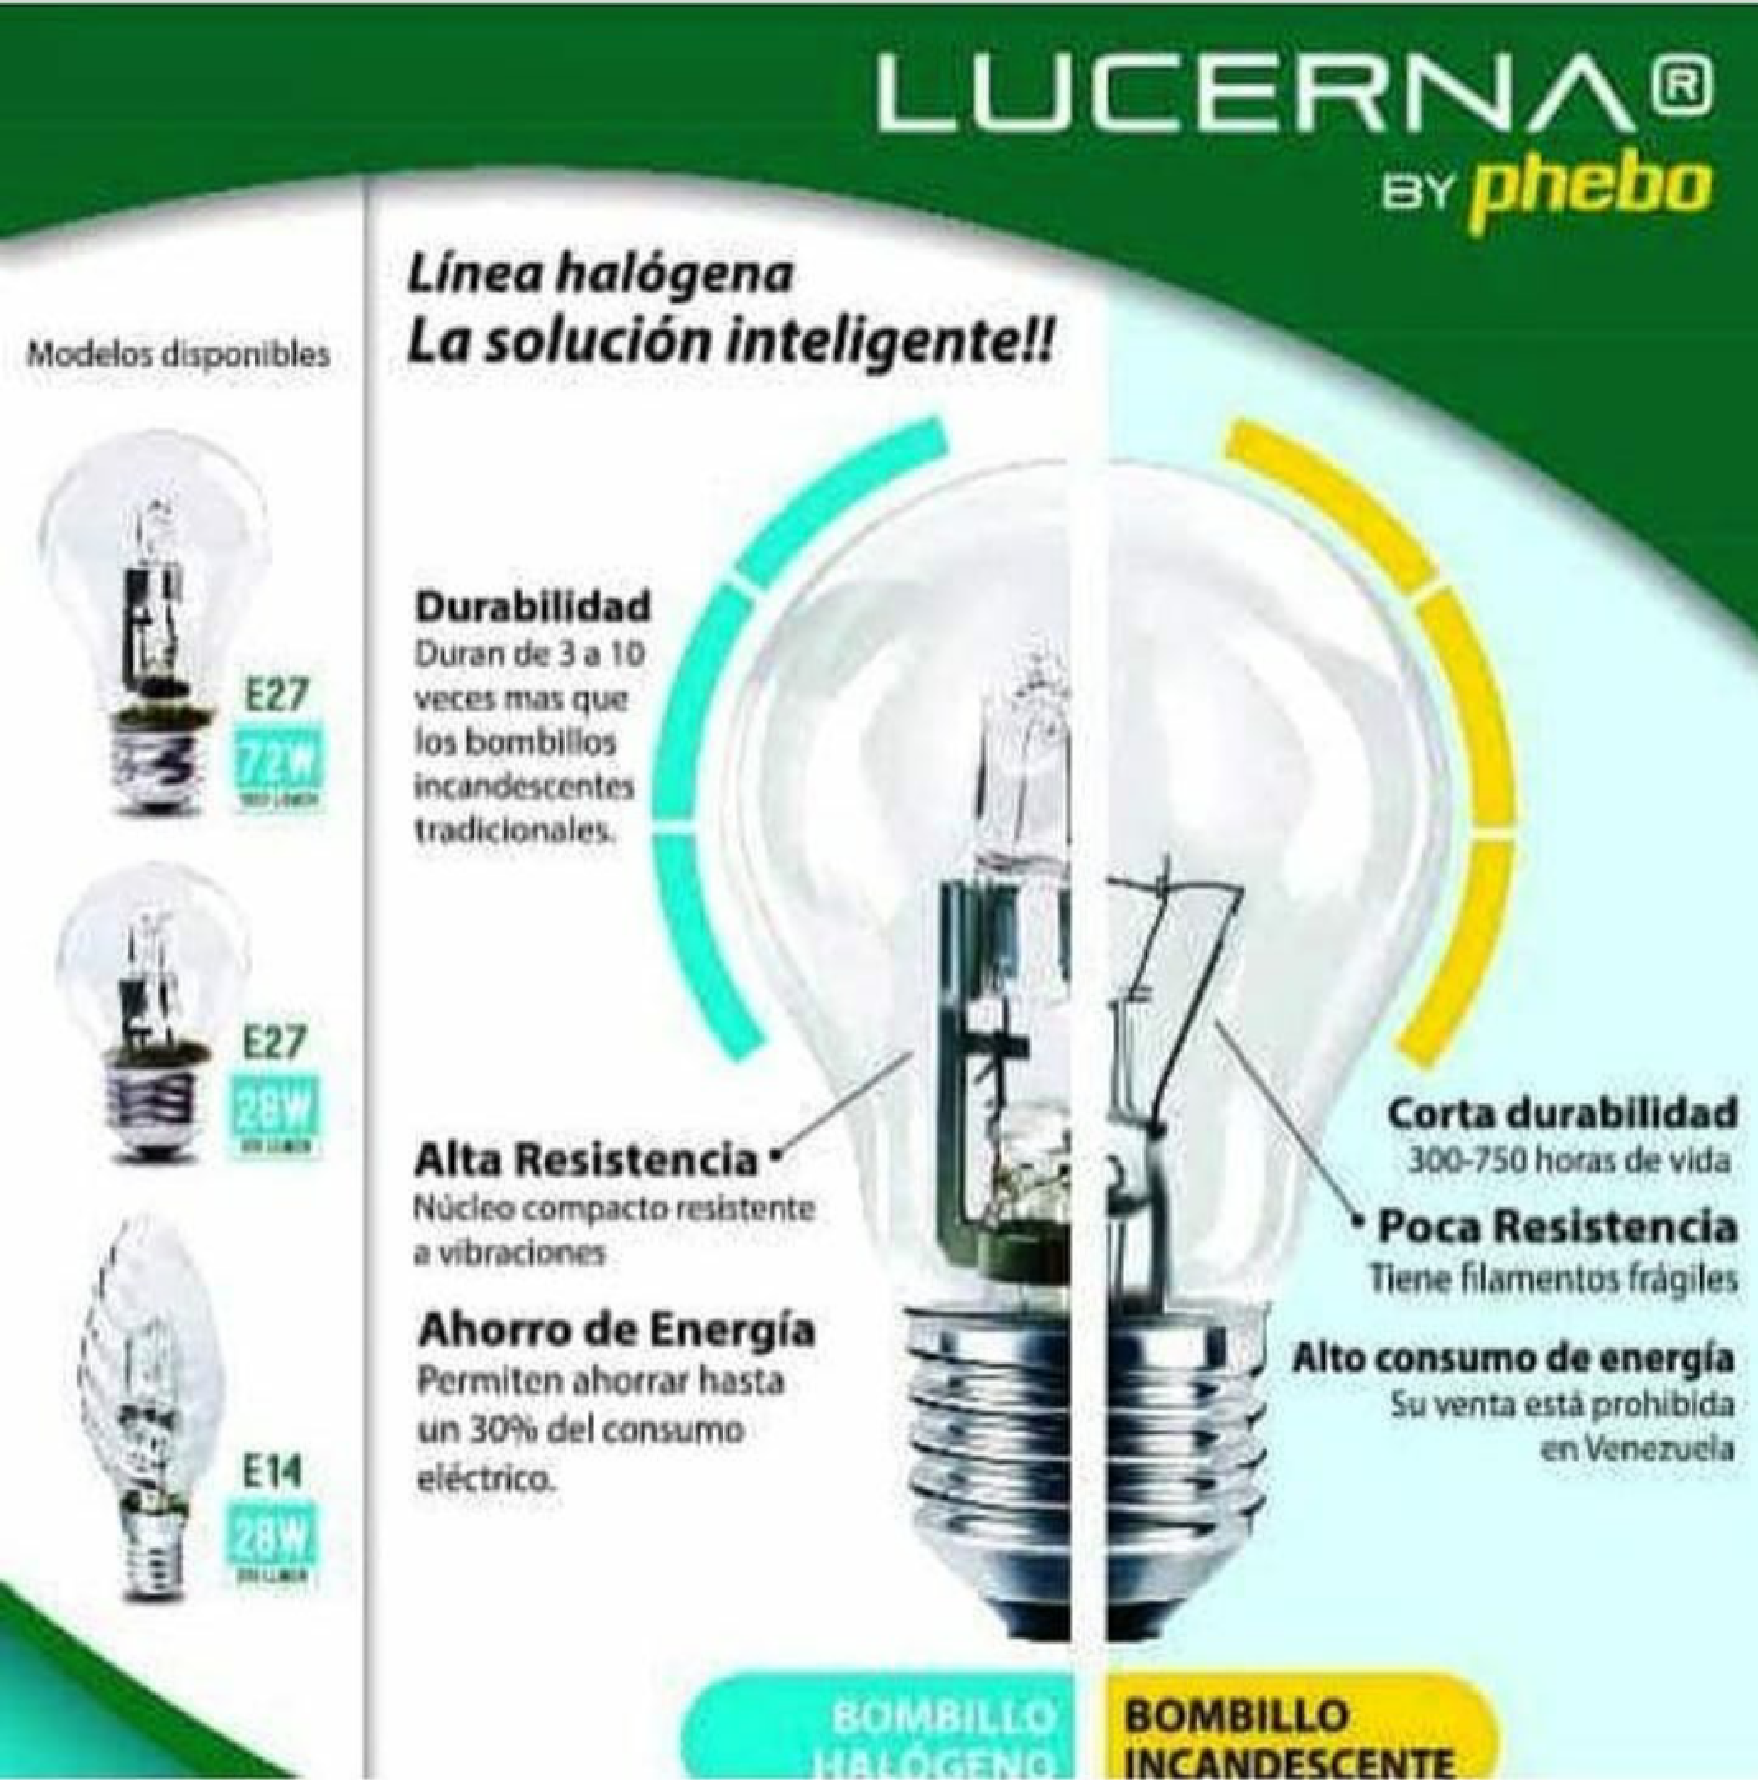 LUCERNA®
BY phebo
Línea halógena
La solución inteligente!!
Modelos disponibles
E27
72W
E27
28W
E14
28W
Durabilidad
Duran de 3 a 10
veces mas que
los bombillos
incandescentes
tradicionales.
Alta Resistencia
Núcleo compacto resistente
a vibraciones
Ahorro de Energía
Permiten ahorrar hasta
un 30% del consumo
eléctrico.
Corta durabilidad
300-750 horas de vida
Poca Resistencia
Tiene filamentos frágiles
Alto consumo de energía
Su venta está prohibida
en Venezuela
BOMBILLO
HALÓGENO
BOMBILLO
INCANDESCENTE